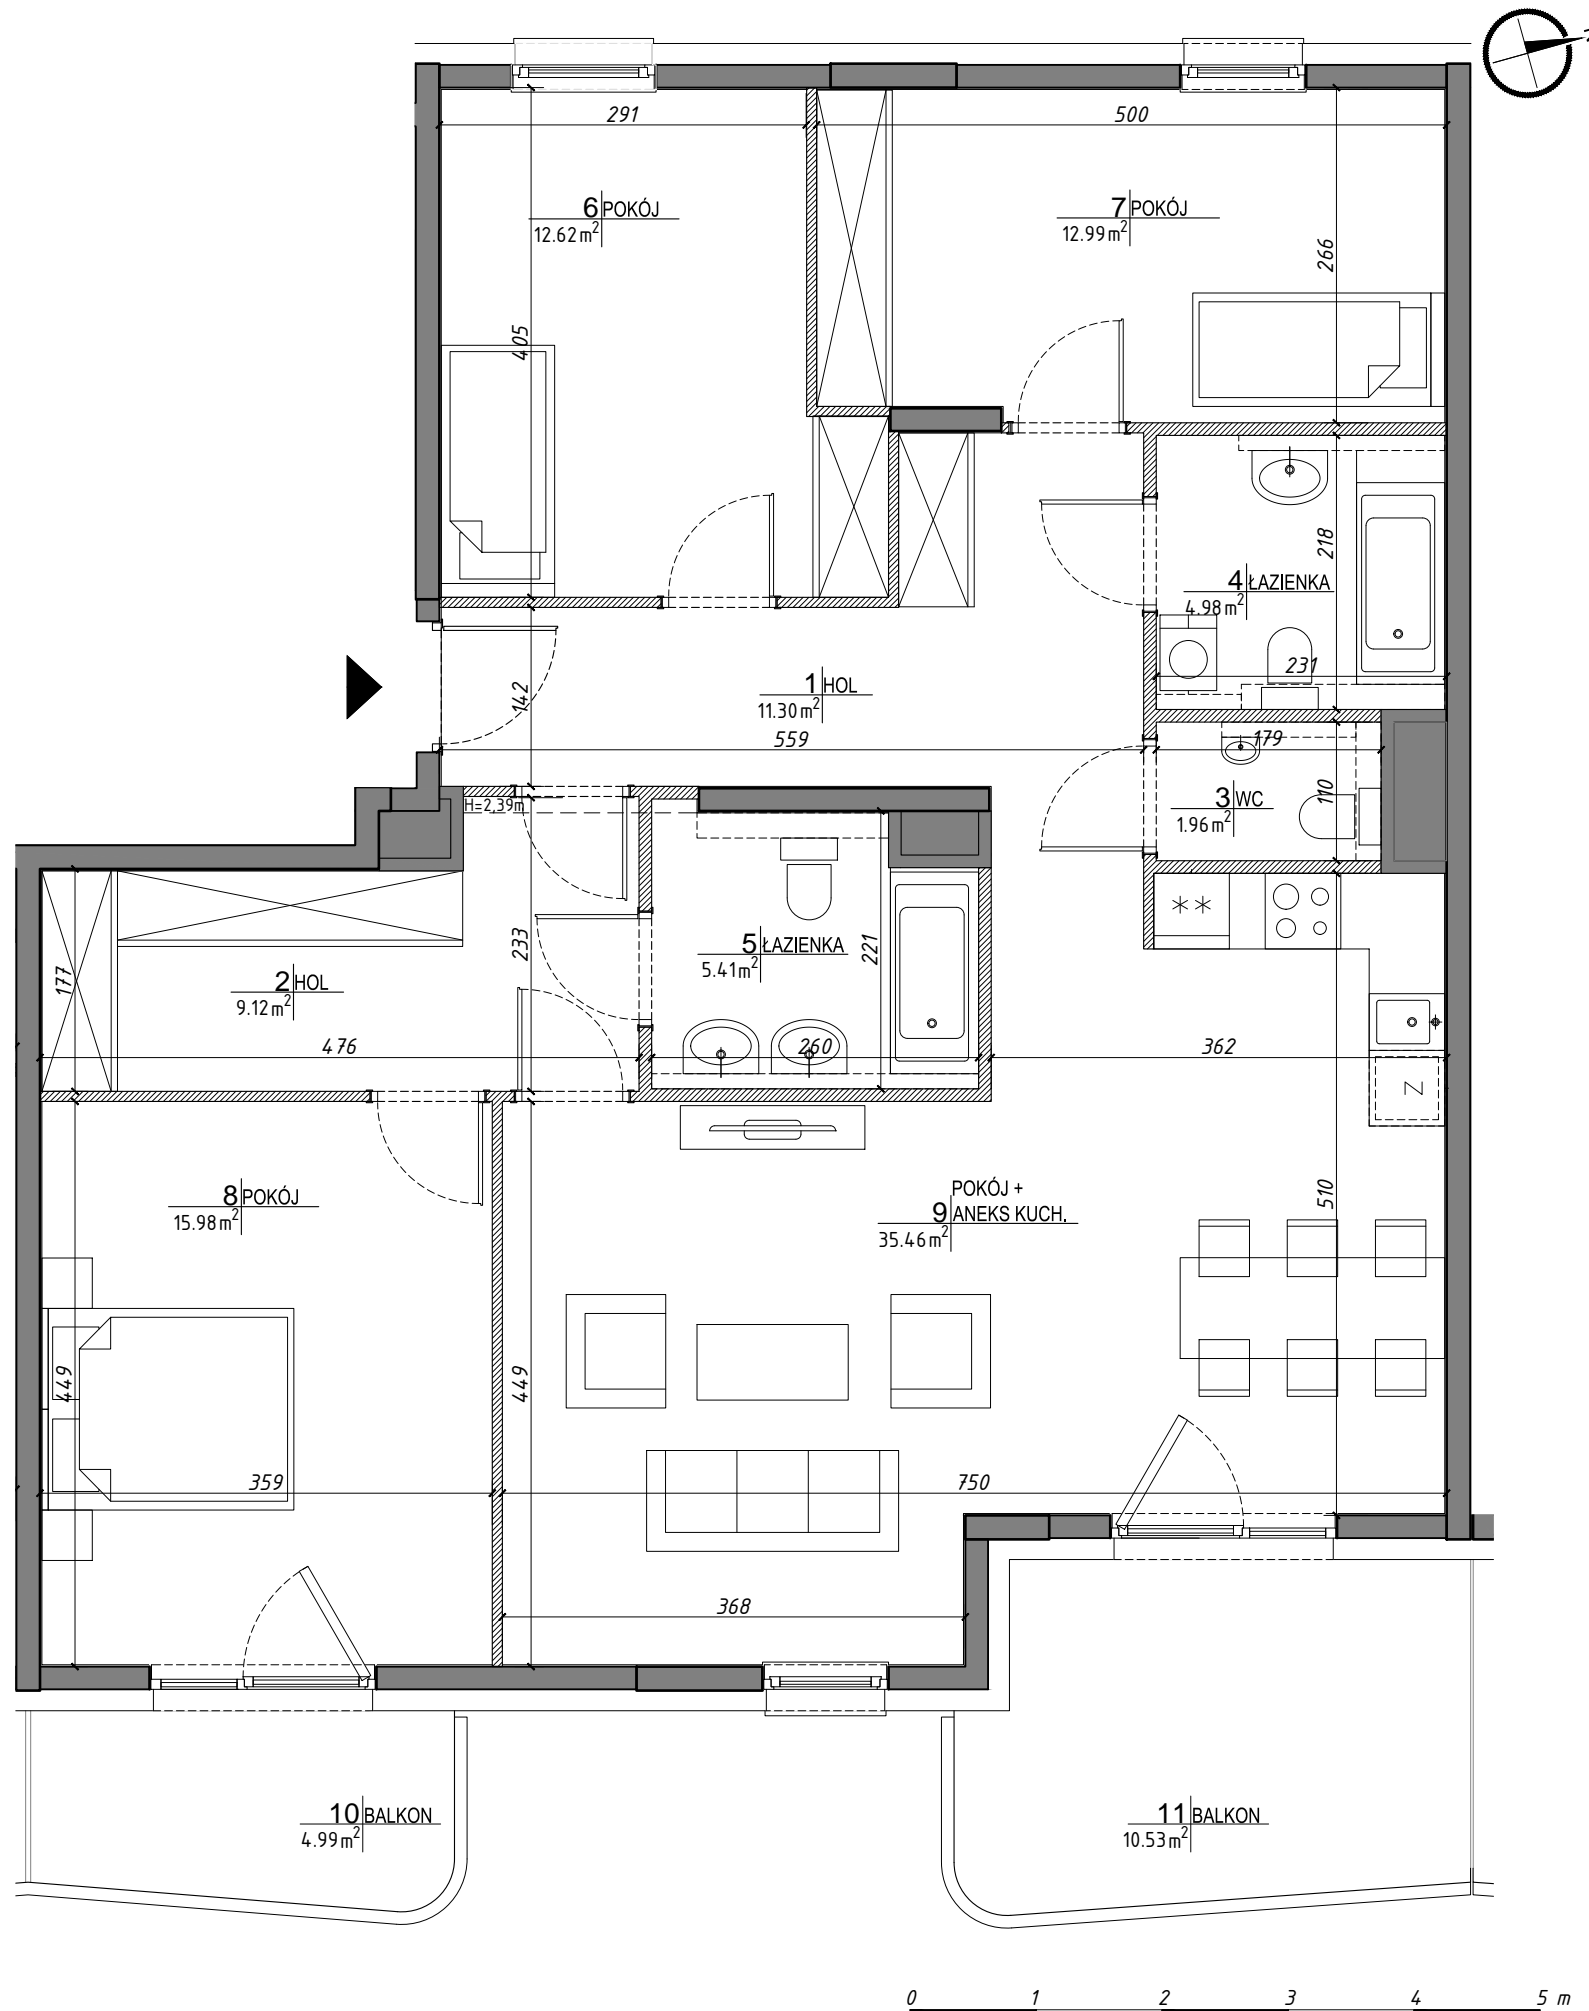 291
500
6 POKÓJ
12.62 m²
7 POKÓJ
12.99 m²
266
405
218
4 ŁAZIENKA
4.98 m²
231
1 HOL
11.30 m²
142
559
179
3 WC
1.96 m²
110
H=2,39m
5 ŁAZIENKA
5.41 m²
221
233
177
2 HOL
9.12 m²
476
260
362
Z
8 POKÓJ
15.98 m²
POKÓJ +
9 ANEKS KUCH.
35.46 m²
510
449
449
359
750
368
10 BALKON
4.99 m²
11 BALKON
10.53 m²
0 1 2 3 4 5 m